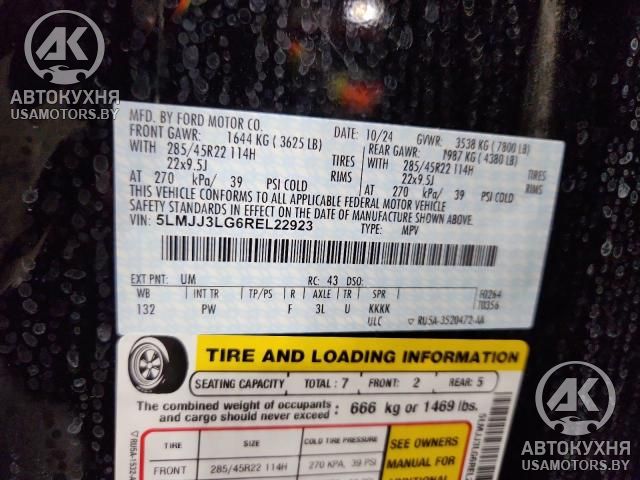 AK
АВТОКУХНЯ
USAMOTORS.BY
MFD. BY FORD MOTOR CO.
DATE: 10/24
GVWR: 3538 KG (7800 LB)
FRONT GAWR: 1644 KG (3625 LB)
REAR GAWR: 1987 KG (4380 LB)
WITH 285/45R22 114H TIRES
WITH 285/45R22 114H TIRES
22x9.5J RIMS
22x9.5J
AT 270 kPa/ 39 PSI COLD
AT 270 kPa/ 39 PSI COLD
THIS VEHICLE CONFORMS TO ALL APPLICABLE FEDERAL MOTOR VEHICLE
SAFETY STANDARDS IN EFFECT ON THE DATE OF MANUFACTURE SHOWN ABOVE.
VIN: 5LMJJ3LG6REL22923
TYPE: MPV
EXT PNT: UM RC: 43 DSO:
WB INT TR TP/PS R AXLE TR SPR
F0264
T0356
132 PW F 3L U KKKK
ULC ▽ RU5A-3520472-AA
TIRE AND LOADING INFORMATION
SEATING CAPACITY TOTAL: 7 FRONT: 2 REAR: 5
The combined weight of occupants
and cargo should never exceed: 666 kg or 1469 lbs.
TIRE SIZE COLD TIRE PRESSURE
FRONT 285/45R22 114H 270 KPA, 39 PSI
SEE OWNERS
MANUAL FOR
ADDITIONAL
AK
АВТОКУХНЯ
USAMOTORS.BY